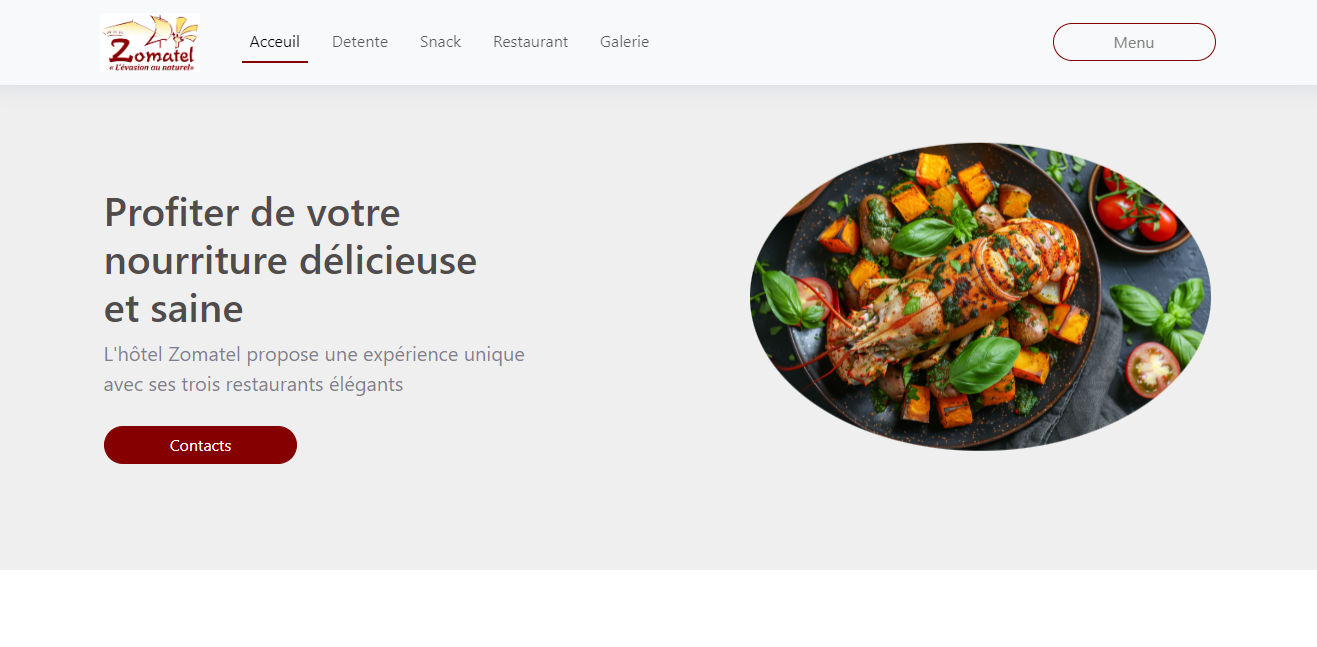 Zomatel
« L'évasion au naturel»
Acceuil
Detente
Snack
Restaurant
Galerie
Menu
Profiter de votre
nourriture délicieuse
et saine
L'hôtel Zomatel propose une expérience unique
avec ses trois restaurants élégants
Contacts